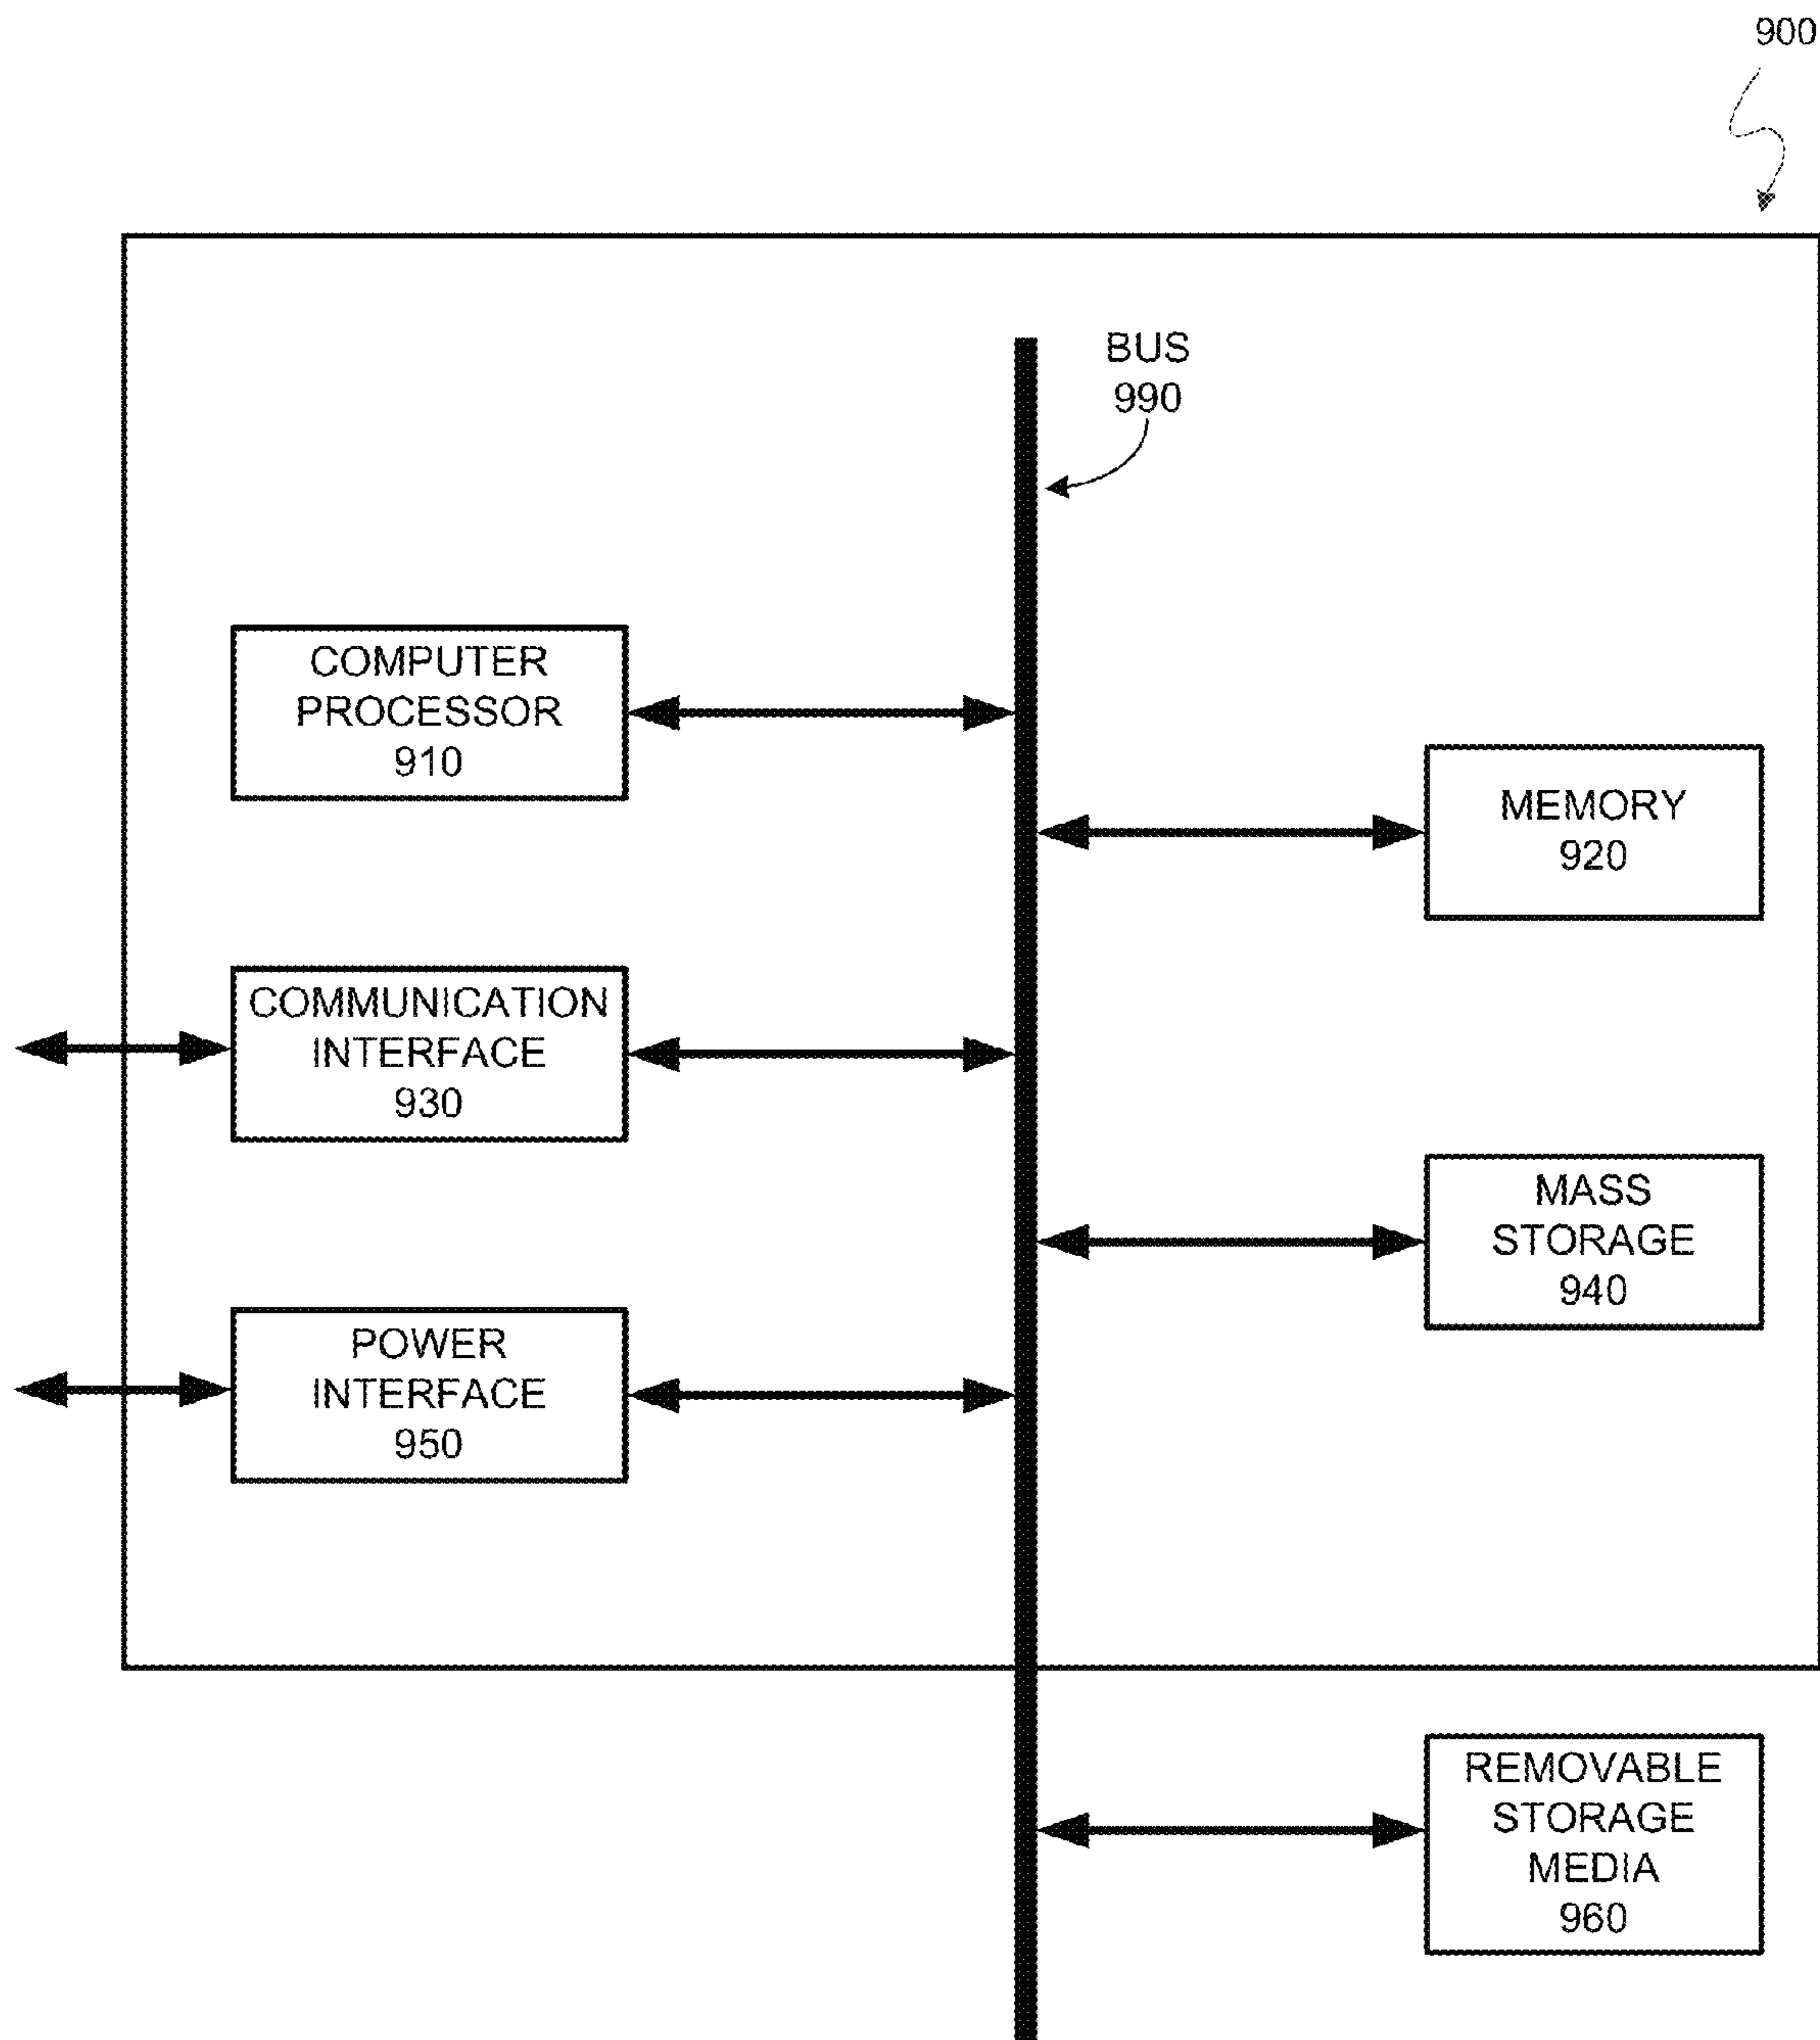 900
BUS
990
COMPUTER
PROCESSOR
910
MEMORY
920
COMMUNICATION
INTERFACE
930
MASS
STORAGE
940
POWER
INTERFACE
950
REMOVABLE
STORAGE
MEDIA
960